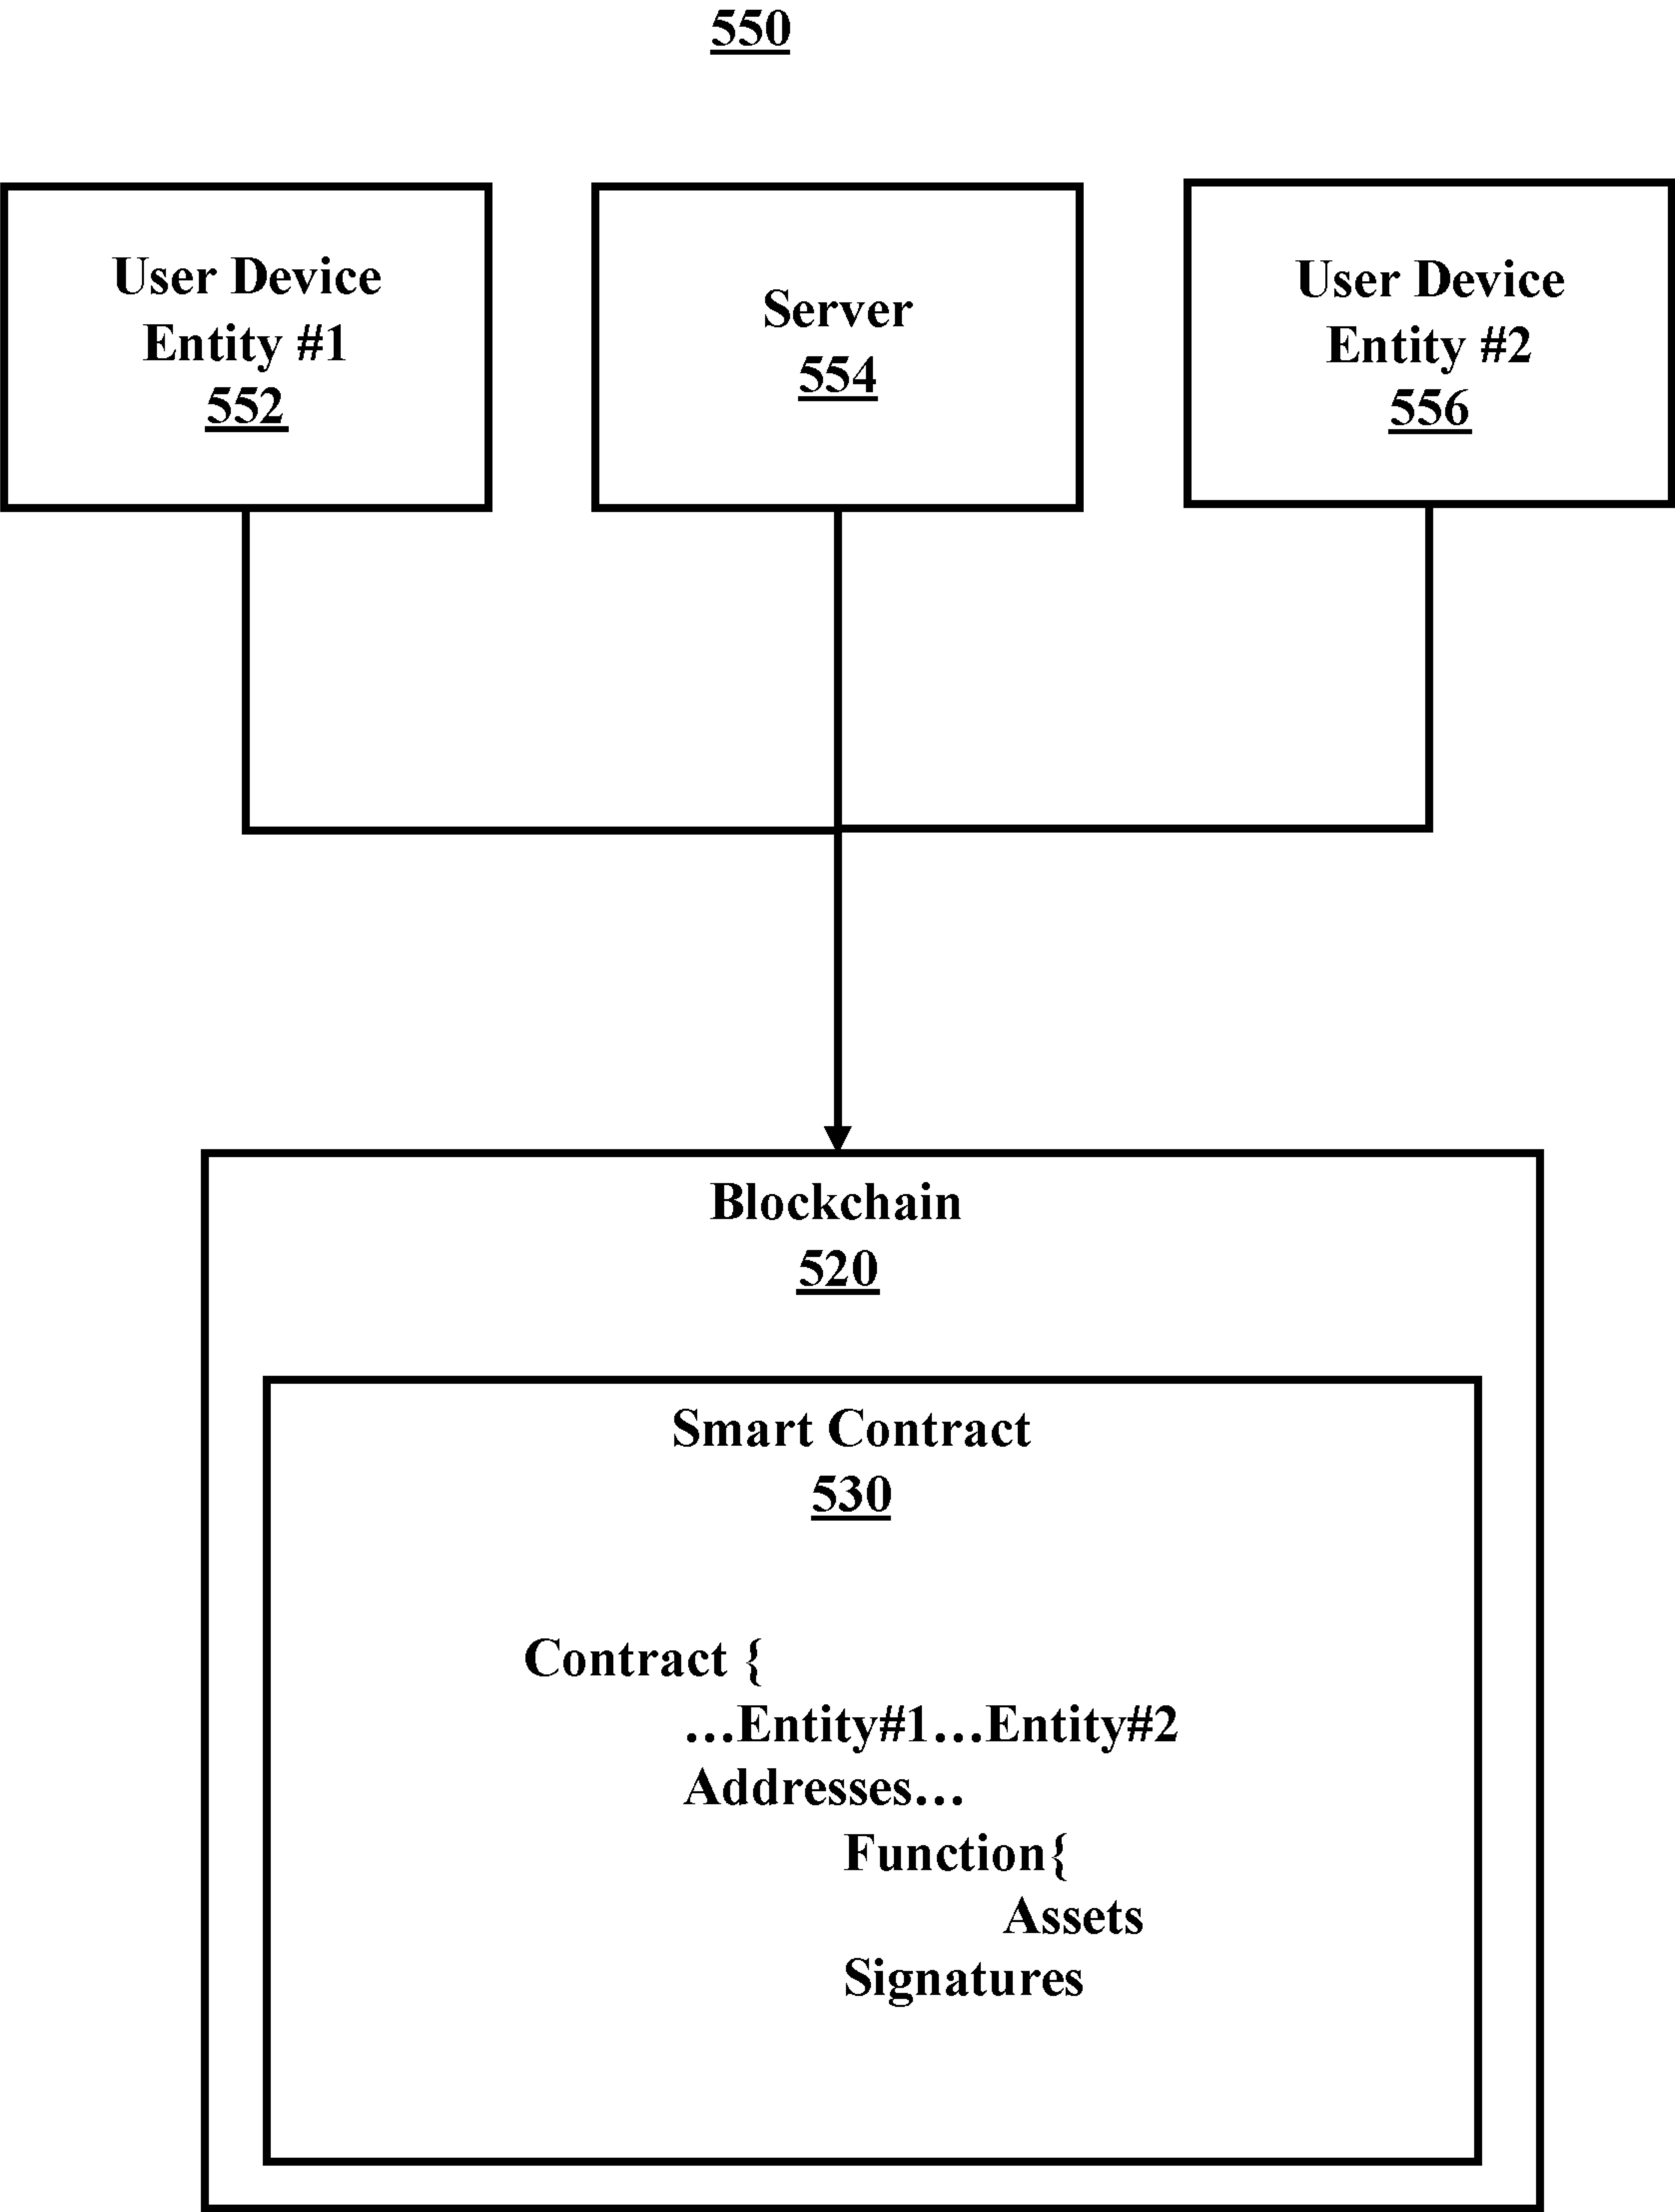 550
User Device
Entity #1
552
Server
554
User Device
Entity #2
556
Blockchain
520
Smart Contract
530
Contract {
…Entity#1…Entity#2
Addresses…
Function{
Assets
Signatures